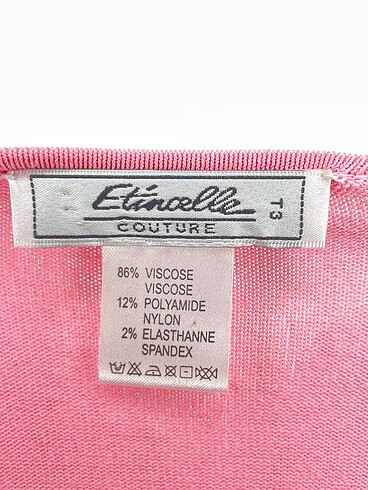 Etincelle
COUTURE
T3
86% VISCOSE
VISCOSE
12% POLYAMIDE
NYLON
2% ELASTHANNE
SPANDEX